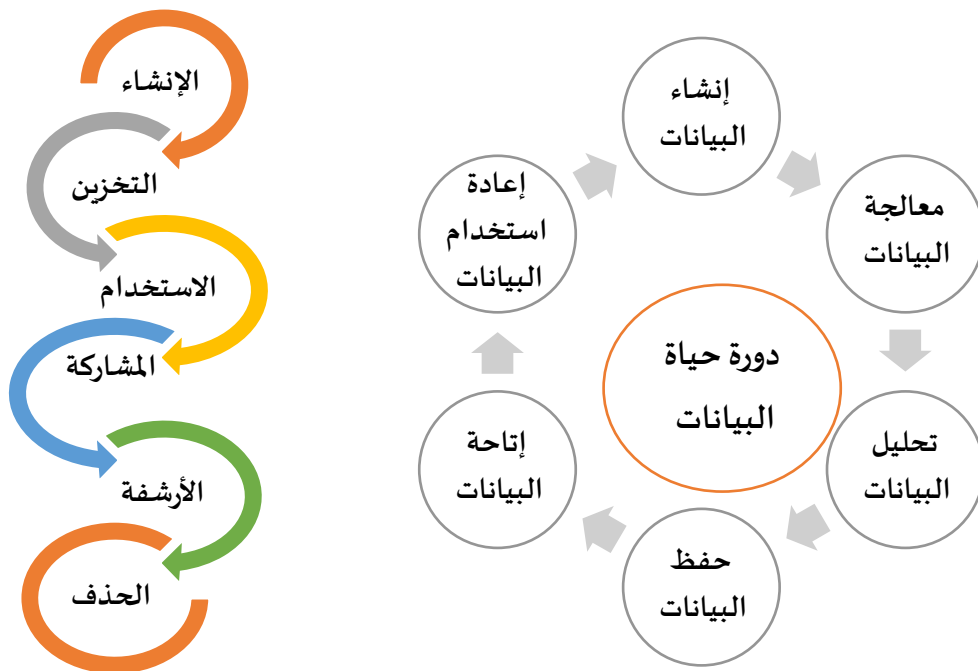 إنشاء
البيانات
معالجة
البيانات
تحليل
البيانات
حفظ
البيانات
إتاحة
البيانات
إعادة
استخدام
البيانات
دورة حياة
البيانات
الإنشاء
التخزين
الاستخدام
المشاركة
الأرشفة
الحذف